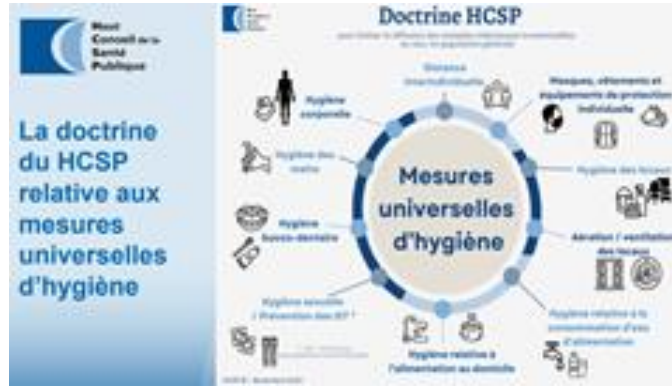 Haut
Conseil de la
Santé
Publique
La doctrine
du HCSP
relative aux
mesures
universelles
d'hygiène
Doctrine HCSP
Distance
interindividuelle
Masques, vêtements et
équipements de protection
individuelle
Hygiène
corporelle
Hygiène des
mains
Hygiène des locaux
Mesures
universelles
d'hygiène
Hygiène
bucco-dentaire
Aération / ventilation
des locaux
Hygiène sexuelle
/ Prévention des IST
Hygiène relative à
l'alimentation au domicile
Hygiène relative à la
d'alimentation